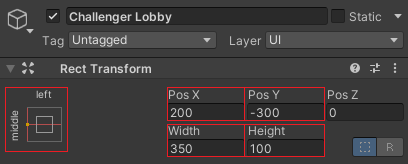 Challenger Lobby Static
Tag Untagged Layer UI
Rect Transform
left
middle
Pos X Pos Y Pos Z
200 -300 0
Width Height
350 100
R